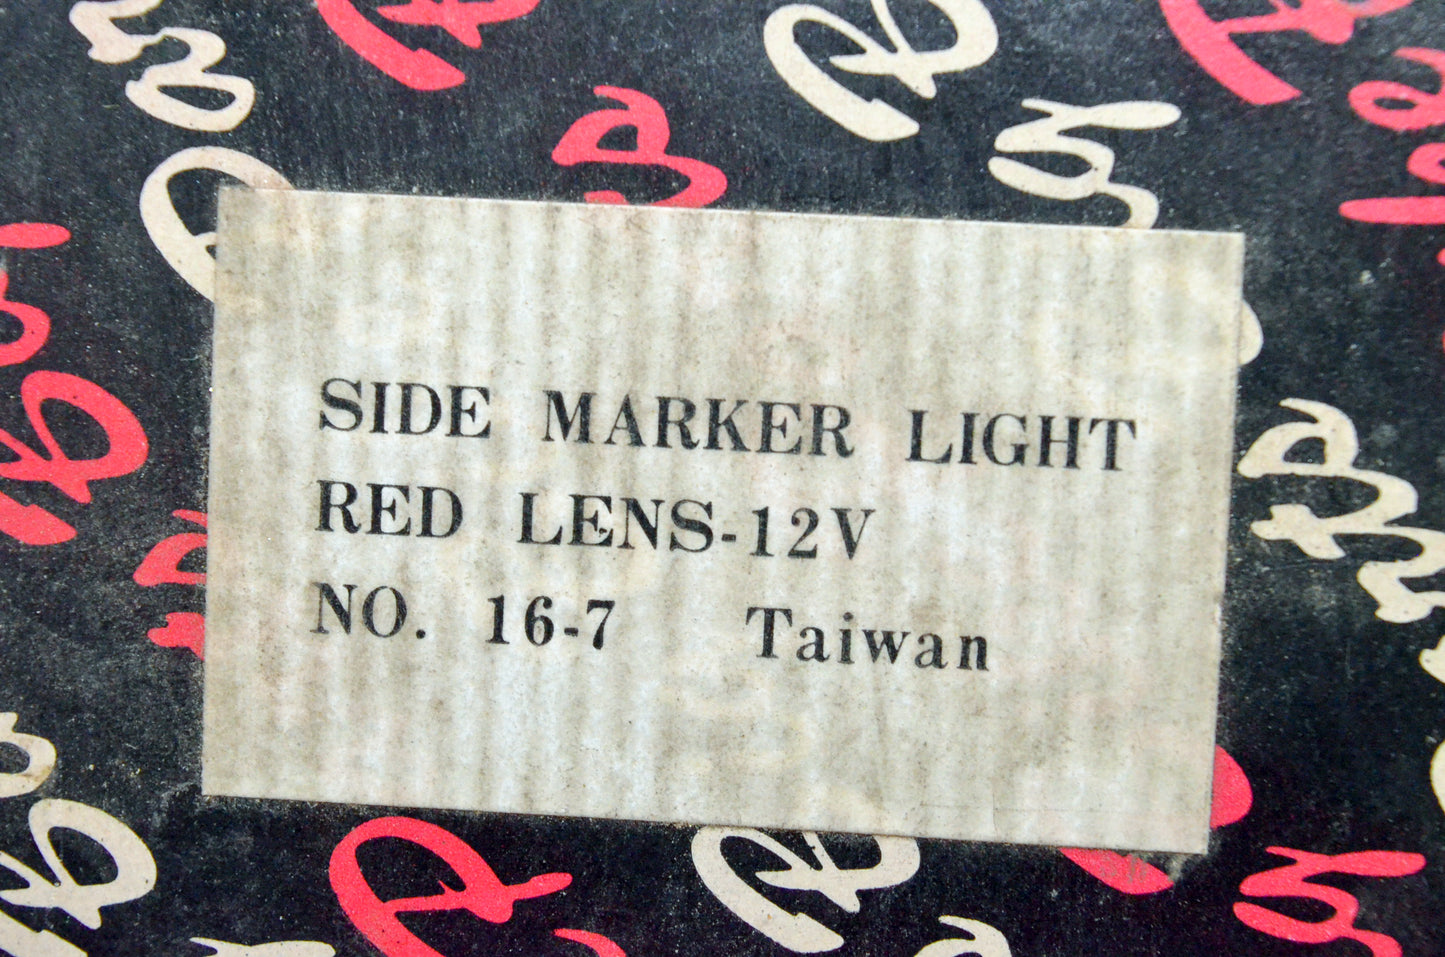 SIDE MARKER LIGHT
RED LENS-12V
NO. 16-7 Taiwan